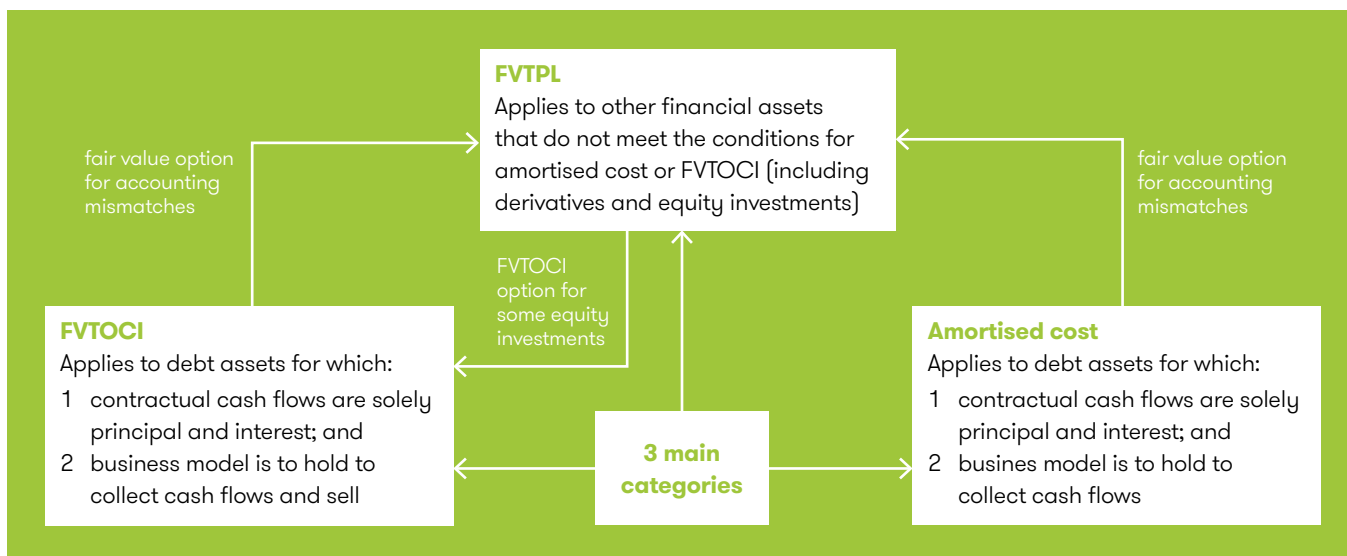 FVTPL
Applies to other financial assets
that do not meet the conditions for
amortised cost or FVTOCI (including
derivatives and equity investments)
fair value option
for accounting
mismatches
fair value option
for accounting
mismatches
FVTOCI
option for
some equity
investments
FVTOCI
Applies to debt assets for which:
1 contractual cash flows are solely
principal and interest; and
2 business model is to hold to
collect cash flows and sell
3 main
categories
Amortised cost
Applies to debt assets for which:
1 contractual cash flows are solely
principal and interest; and
2 busines model is to hold to
collect cash flows